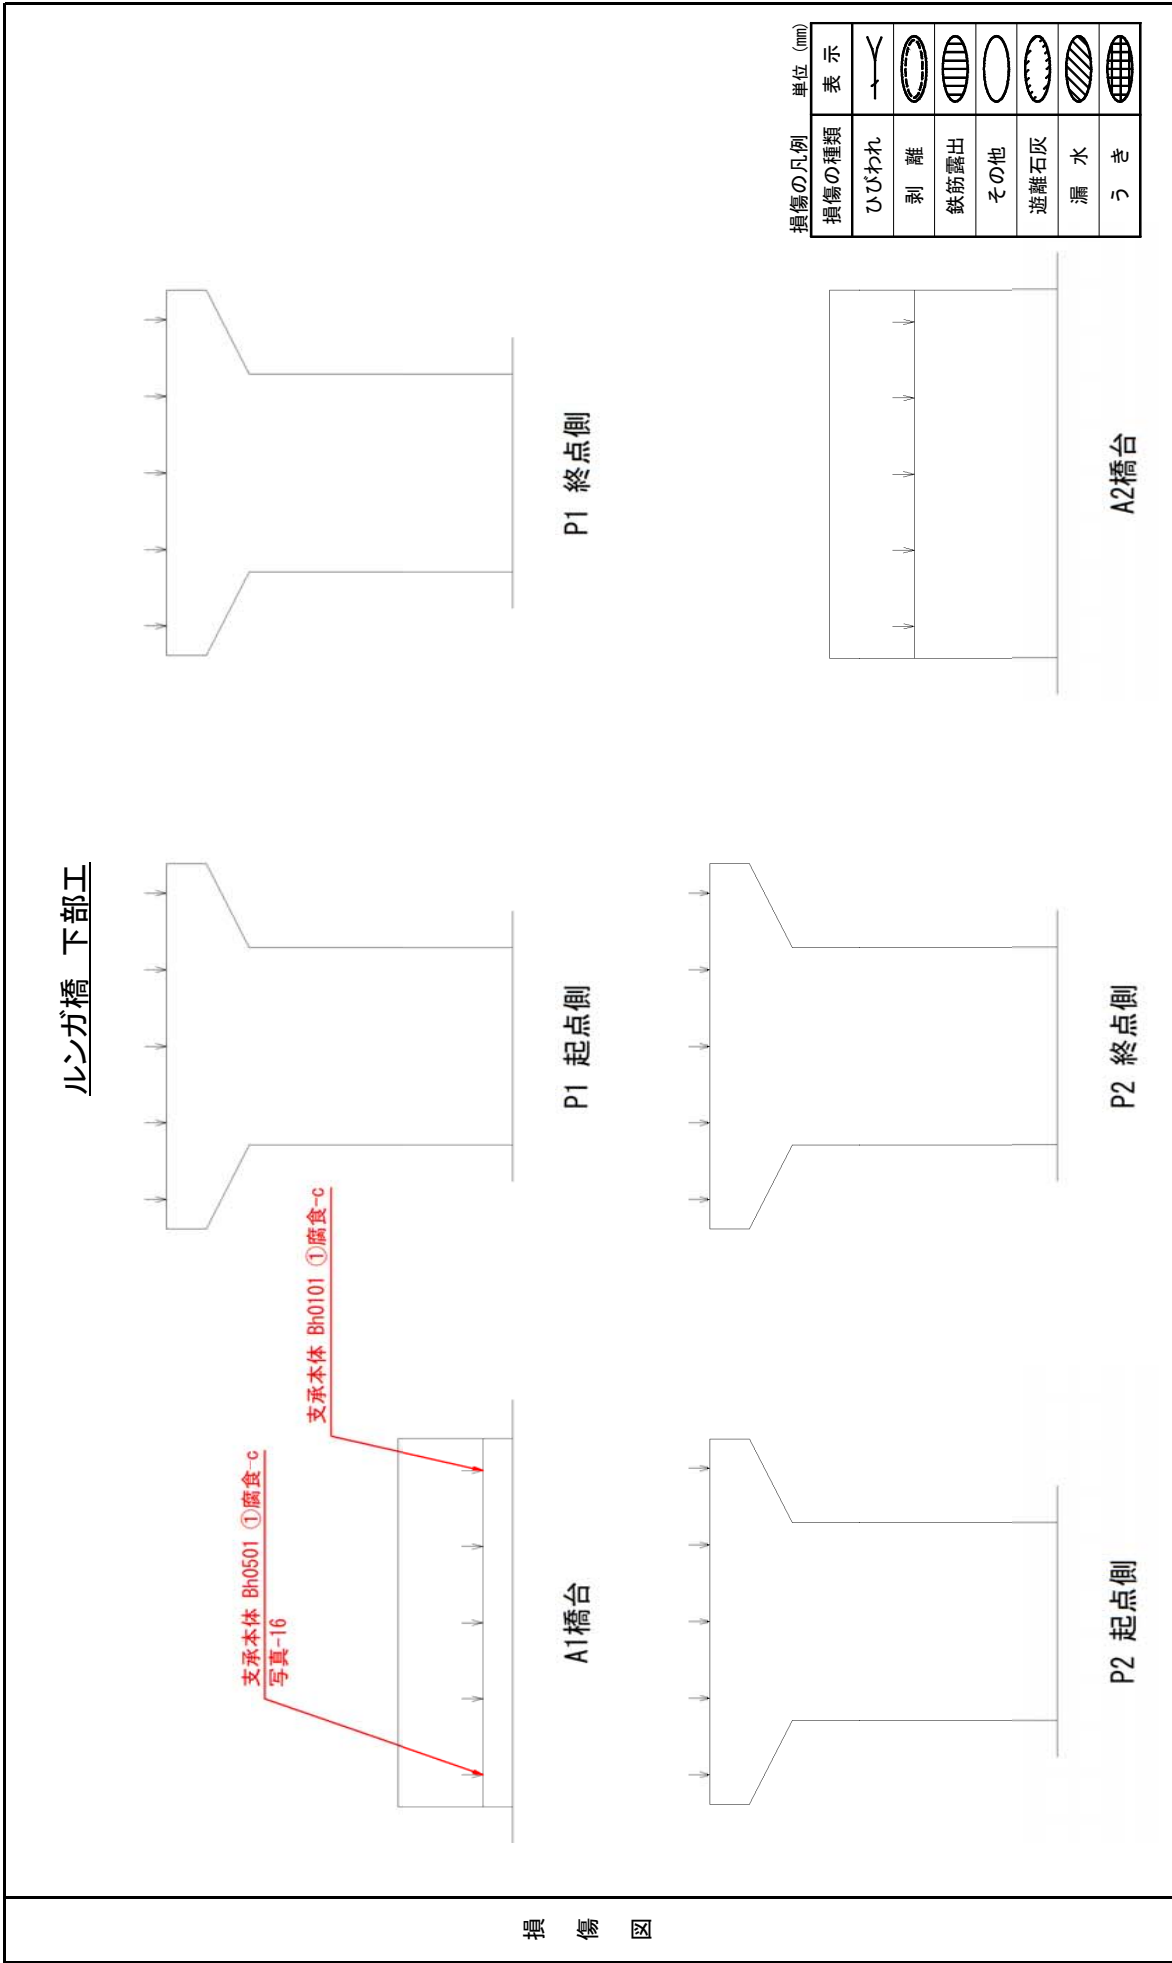 損傷図
ルンガ橋 下部工
支承本体 Bh0501 ①腐食-c
写真-16
支承本体 Bh0101 ①腐食-c
A1橋台
P1 起点側
P1 終点側
P2 起点側
P2 終点側
A2橋台
損傷の凡例 単位 (mm)
損傷の種類 表示
ひびわれ
剥離
鉄筋露出
その他
遊離石灰
漏水
うき